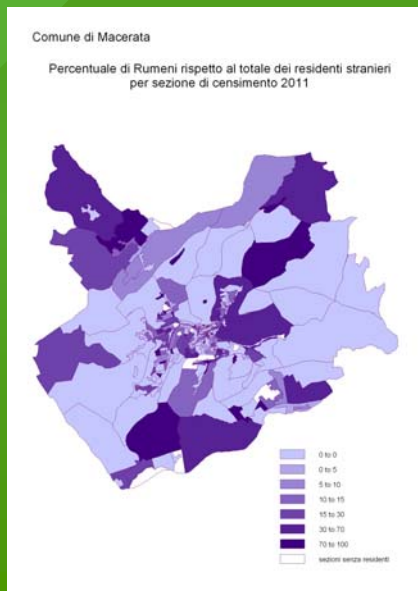 Comune di Macerata
Percentuale di Rumeni rispetto al totale dei residenti stranieri
per sezione di censimento 2011
0 to 0
0 to 5
5 to 10
10 to 15
15 to 30
30 to 70
70 to 100
sezioni senza residenti